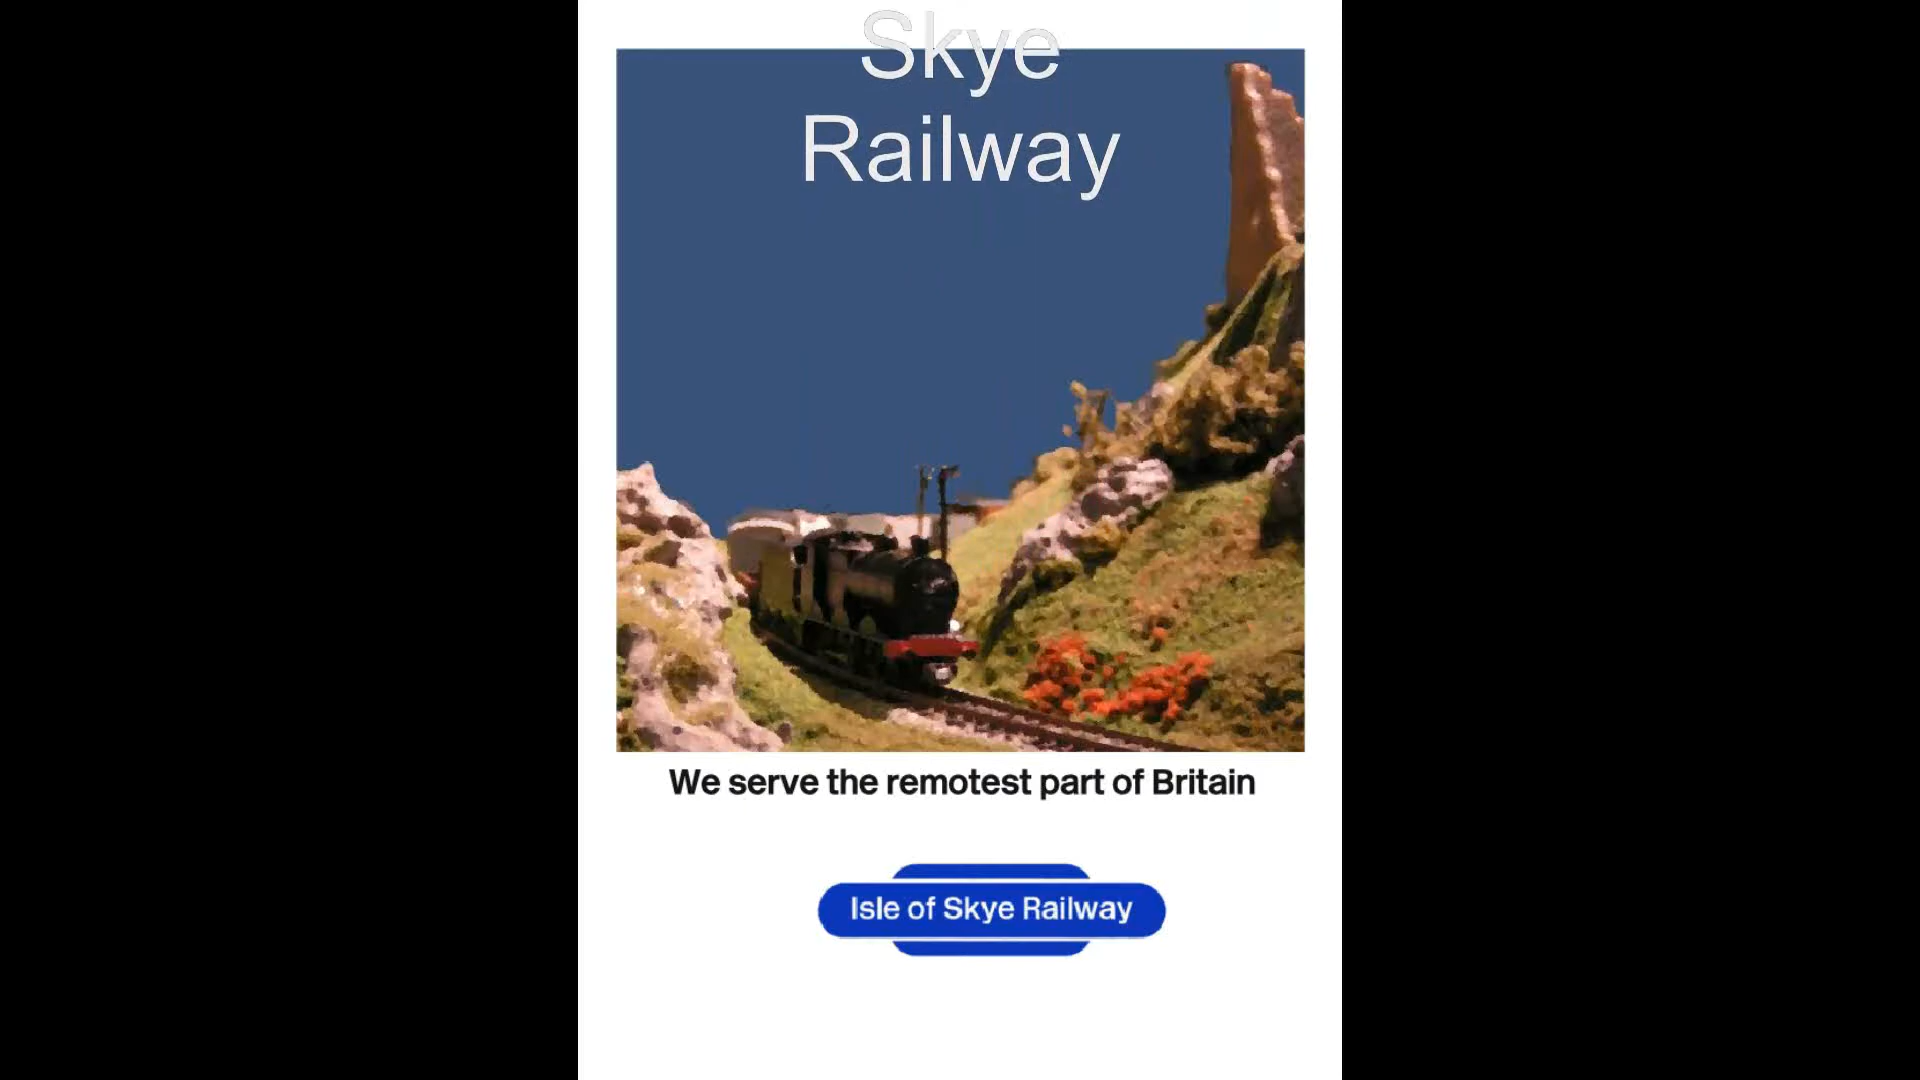 Skye
Railway
We serve the remotest part of Britain
Isle of Skye Railway